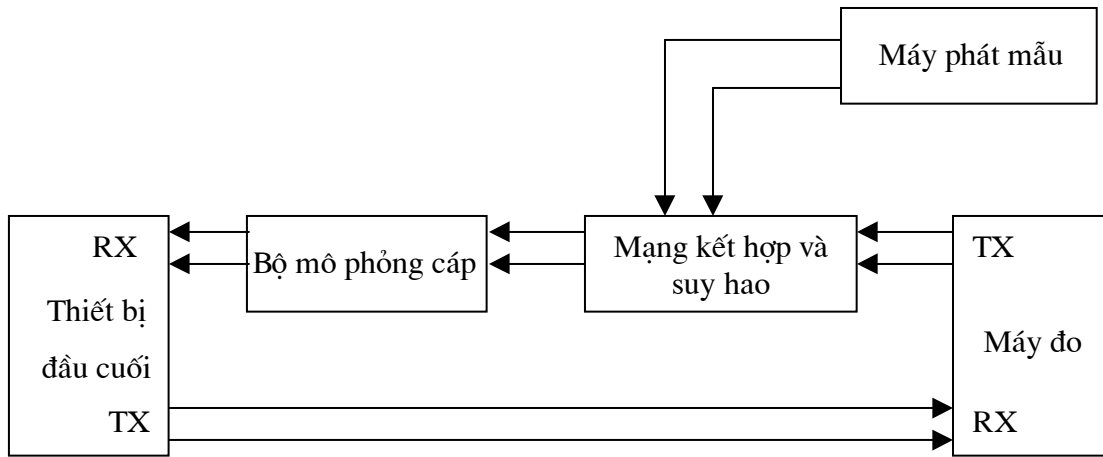 Máy phát mẫu
RX
Thiết bị
đầu cuối
TX
Bộ mô phỏng cáp
Mạng kết hợp và
suy hao
TX
Máy đo
RX